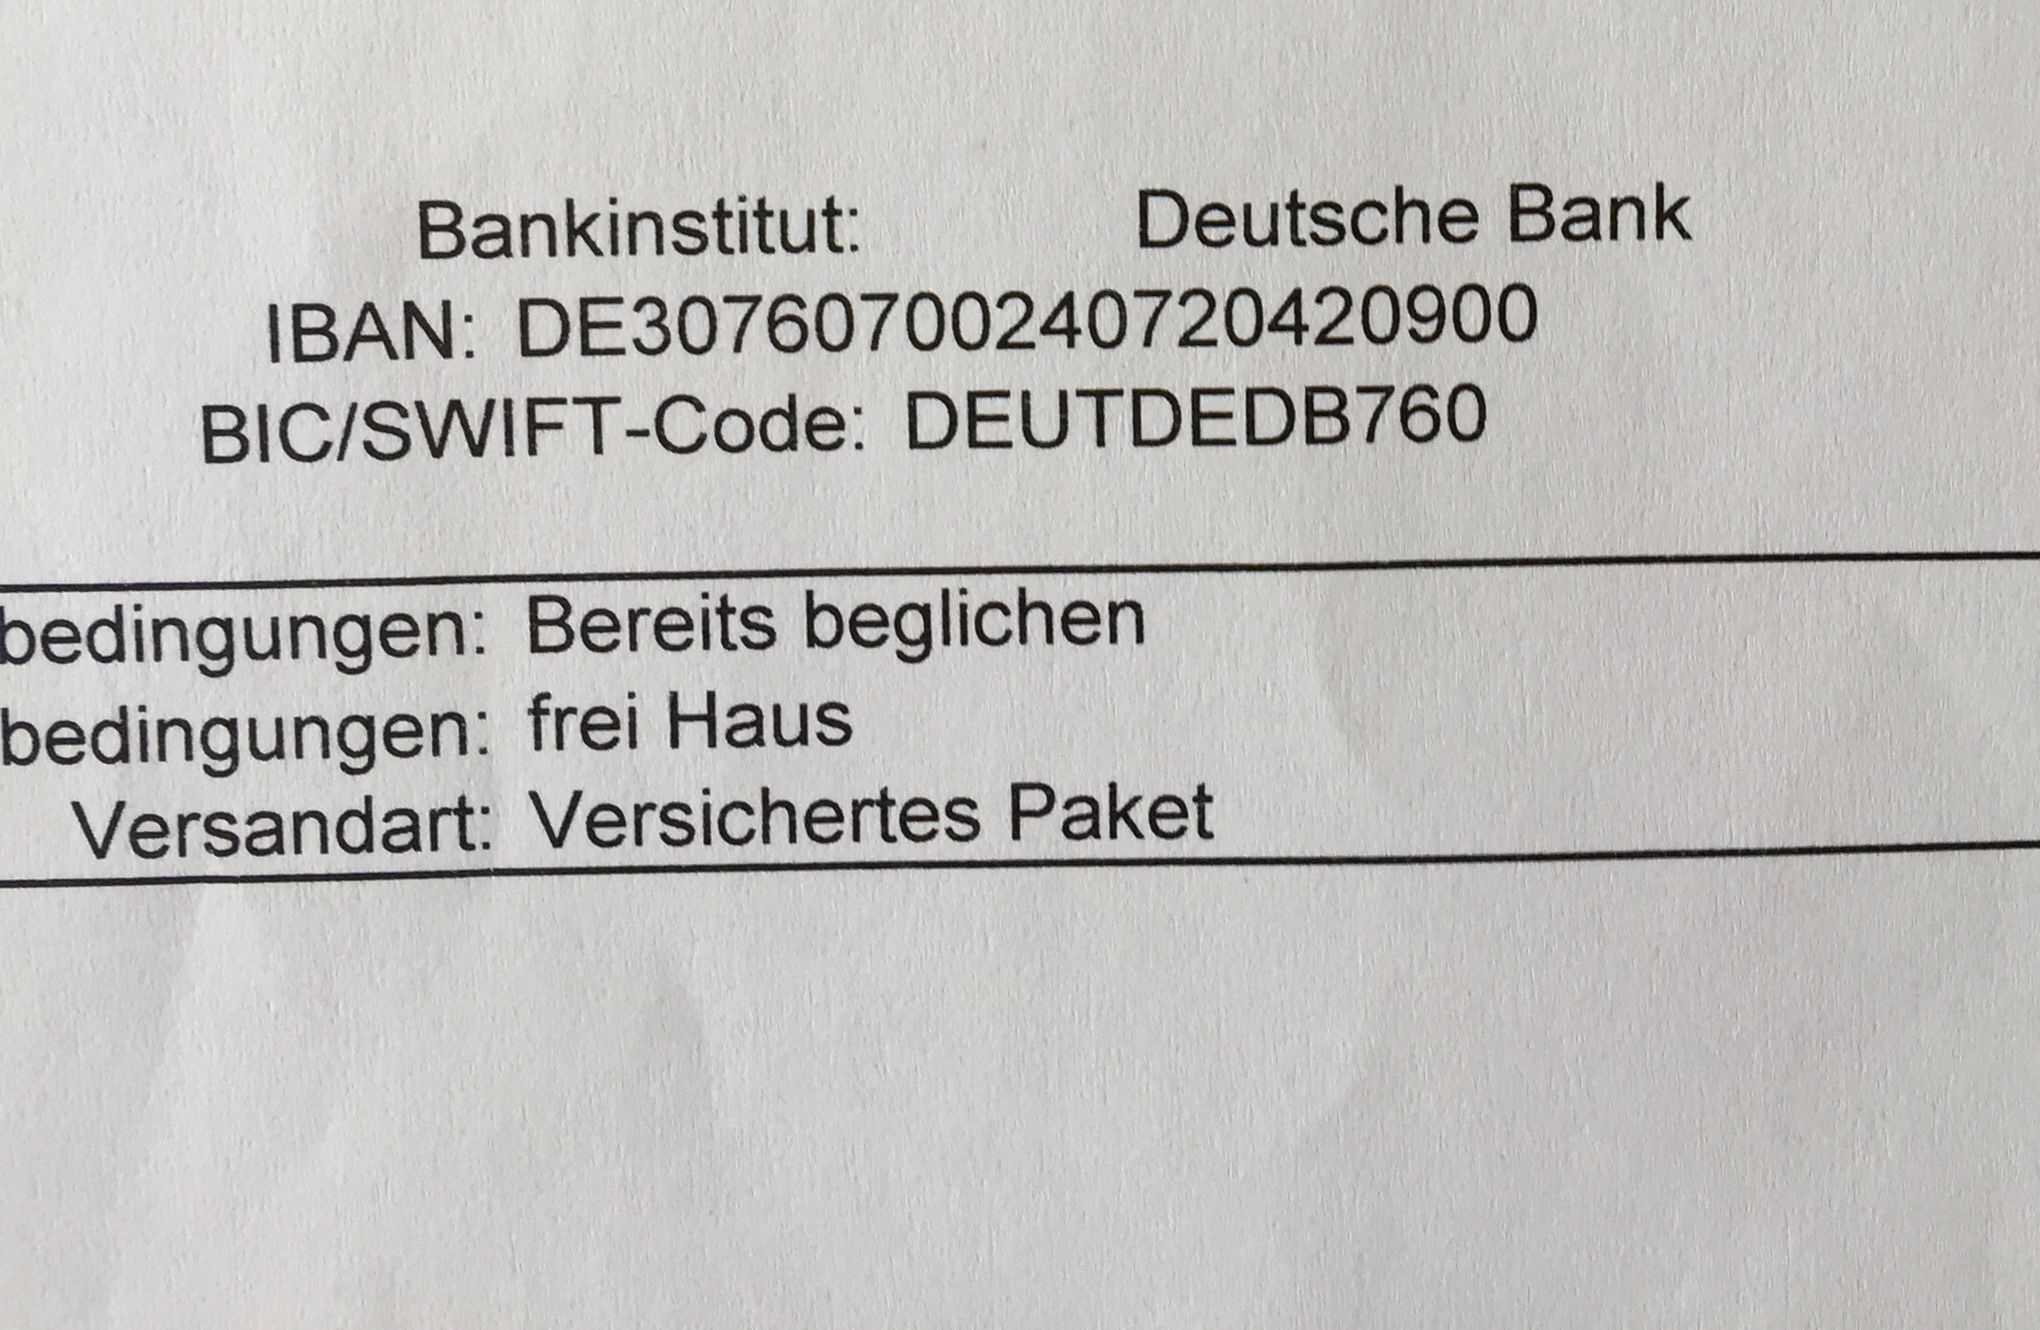 Bankinstitut: Deutsche Bank
IBAN: DE30760700240720420900
BIC/SWIFT-Code: DEUTDEDB760
bedingungen: Bereits beglichen
bedingungen: frei Haus
Versandart: Versichertes Paket